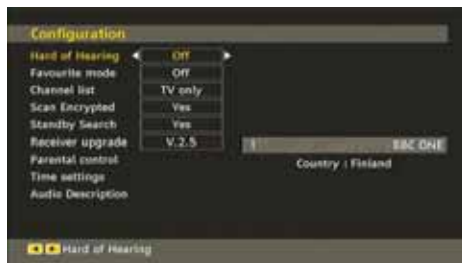 Configuration
Hard of Hearing Off
Favourite mode Off
Channel list TV only
Scan Encrypted Yes
Standby Search Yes
Receiver upgrade V.2.5
1 BBC ONE
Parental control
Country : Finland
Time settings
Audio Description
Hard of Hearing